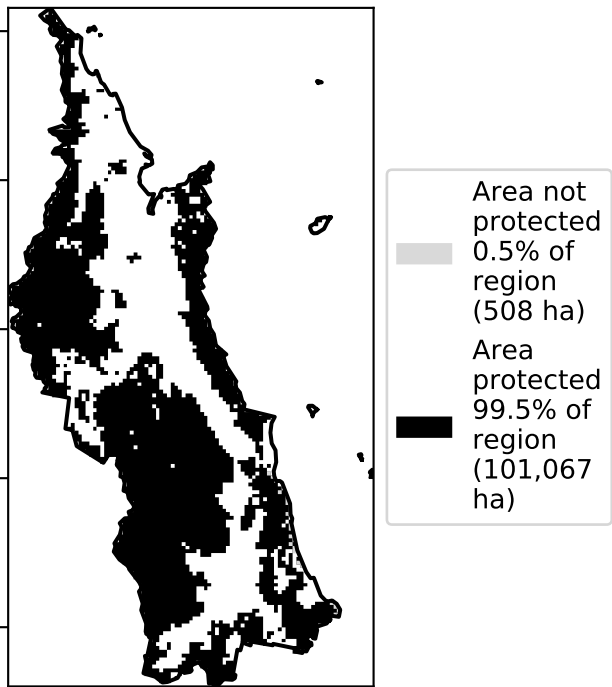 Area not
protected
0.5% of
region
(508 ha)
Area
protected
99.5% of
region
(101,067
ha)